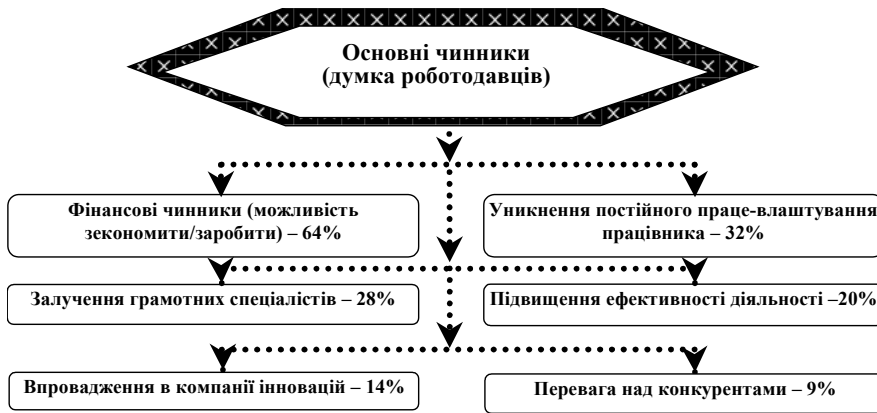 Основні чинники
(думка роботодавців)
Фінансові чинники (можливість
зекономити/заробити) – 64%
Уникнення постійного праце-влаштування
працівника – 32%
Залучення грамотних спеціалістів – 28%
Підвищення ефективності діяльності –20%
Впровадження в компанії інновацій – 14%
Перевага над конкурентами – 9%